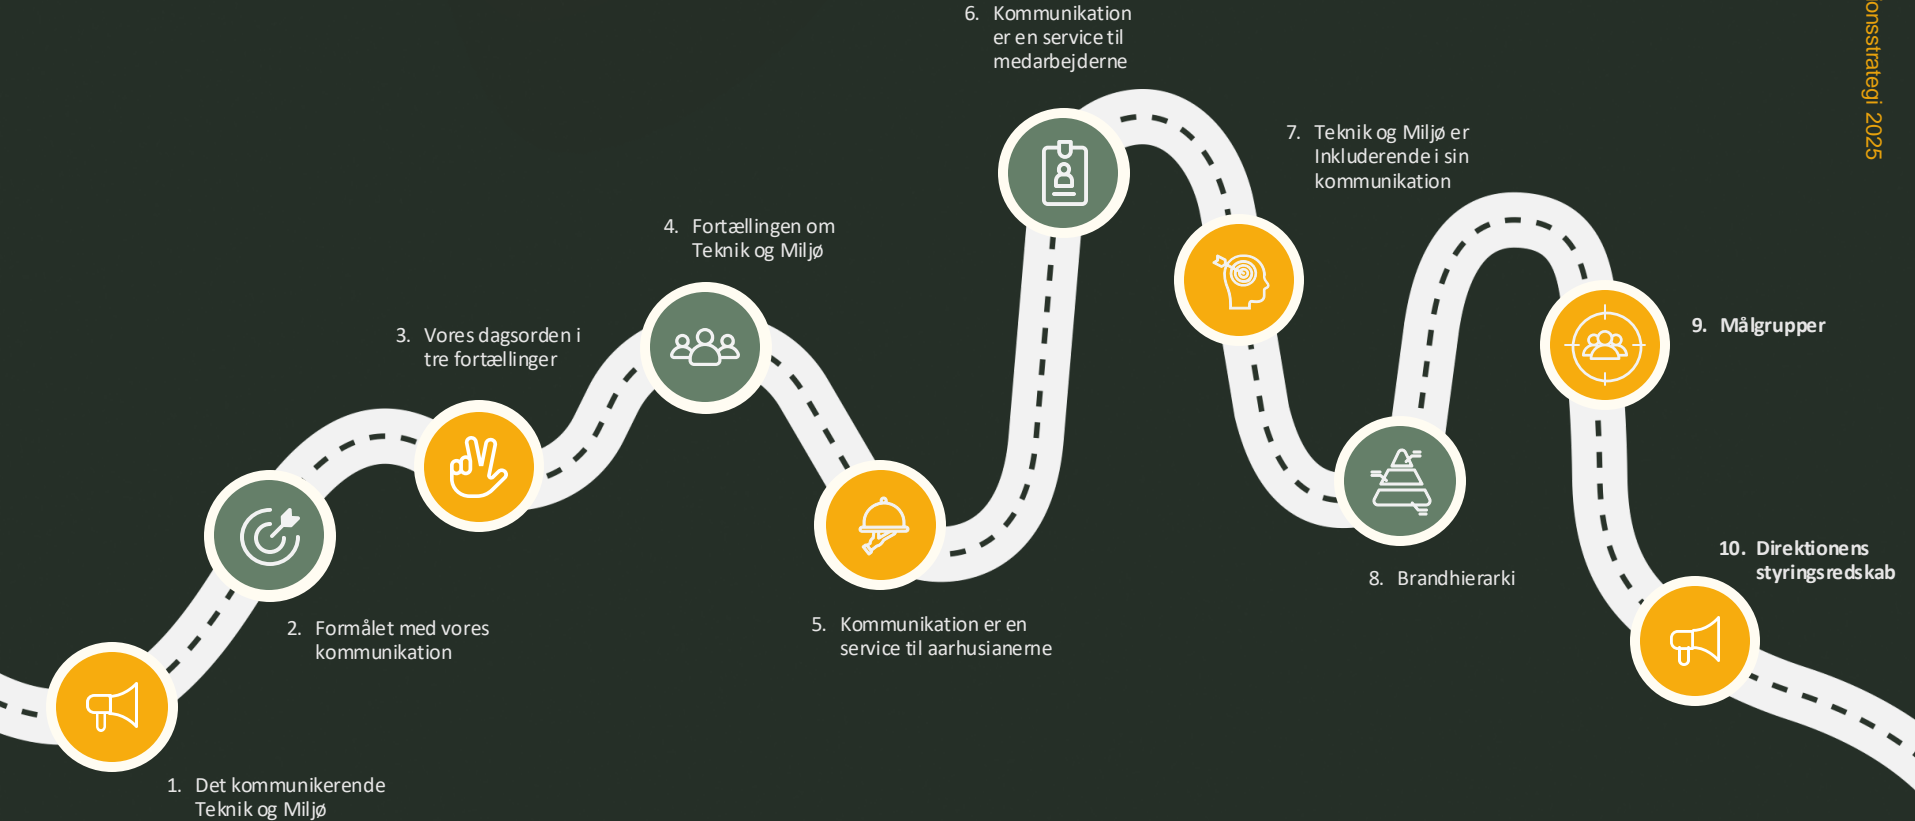 1. Det kommunikerende
Teknik og Miljø
2. Formålet med vores
kommunikation
3. Vores dagsorden i
tre fortællinger
4. Fortællingen om
Teknik og Miljø
5. Kommunikation er en
service til aarhusianerne
6. Kommunikation
er en service til
medarbejderne
7. Teknik og Miljø er
Inkluderende i sin
kommunikation
8. Brandhierarki
9. Målgrupper
10. Direktionens
styringsredskab
ionsstrategi 2025